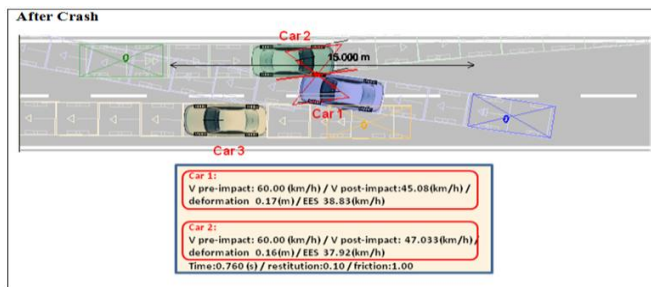 After Crash
Car 2
0
15.000 m
Car 1
0
0
Car 3
Car 1:
V pre-impact: 60.00 (km/h) / V post-impact:45.08(km/h) /
deformation 0.17(m) / EES 38.83(km/h)
Car 2:
V pre-impact: 60.00 (km/h) / V post-impact: 47.033(km/h)/
deformation 0.16(m) / EES 37.92(km/h)
Time:0.760 (s) / restitution:0.10 / friction:1.00